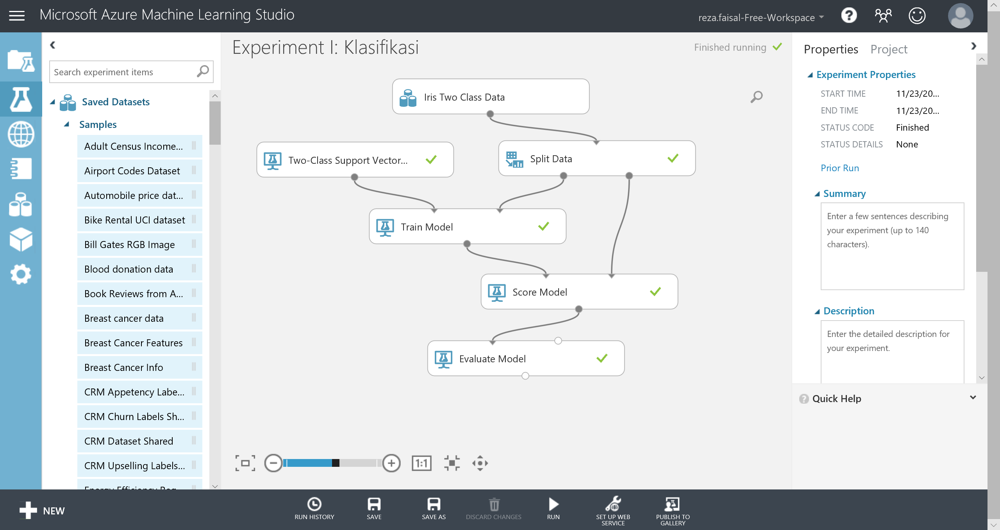 Microsoft Azure Machine Learning Studio
reza.faisal-Free-Workspace
?
Search experiment items
Saved Datasets
Samples
Adult Census Income...
Airport Codes Dataset
Automobile price dat...
Bike Rental UCI dataset
Bill Gates RGB Image
Blood donation data
Book Reviews from A...
Breast cancer data
Breast Cancer Features
Breast Cancer Info
CRM Appetency Labe...
CRM Churn Labels Sh...
CRM Dataset Shared
CRM Upselling Labels...
Experiment I: Klasifikasi
Finished running
Iris Two Class Data
Two-Class Support Vector...
Split Data
Train Model
Score Model
Evaluate Model
1:1
Properties Project
Experiment Properties
START TIME 11/23/20...
END TIME 11/23/20...
STATUS CODE Finished
STATUS DETAILS None
Prior Run
Summary
Enter a few sentences describing
your experiment (up to 140
characters).
Description
Enter the detailed description for
your experiment.
? Quick Help
NEW
RUN HISTORY
SAVE
SAVE AS
DISCARD CHANGES
RUN
SET UP WEB
SERVICE
PUBLISH TO
GALLERY